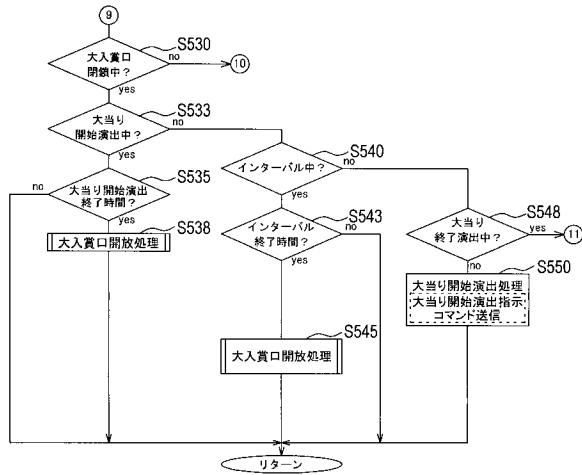 ⑨
S530
大入賞口
閉鎖中？
no
⑩
yes
S533
大当り
開始演出中？
no
yes
S535
no
大当り開始演出
終了時間？
yes
S538
大入賞口開放処理
S540
インターバル中？
no
yes
S543
インターバル
終了時間？
no
yes
S545
大入賞口開放処理
S548
大当り
終了演出中？
yes
⑪
no
S550
大当り開始演出処理
大当り開始演出指示
コマンド送信
リターン